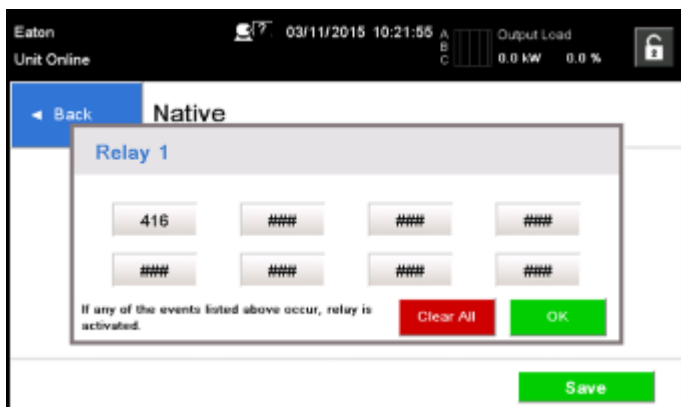 Eaton
Unit Online
? 03/11/2015 10:21:55
A
B
C
Output Load
0.0 kW 0.0 %
2
◄ Back
Native
Relay 1
416 ### ### ###
### ### ### ###
If any of the events listed above occur, relay is
activated.
Clear All
OK
Save